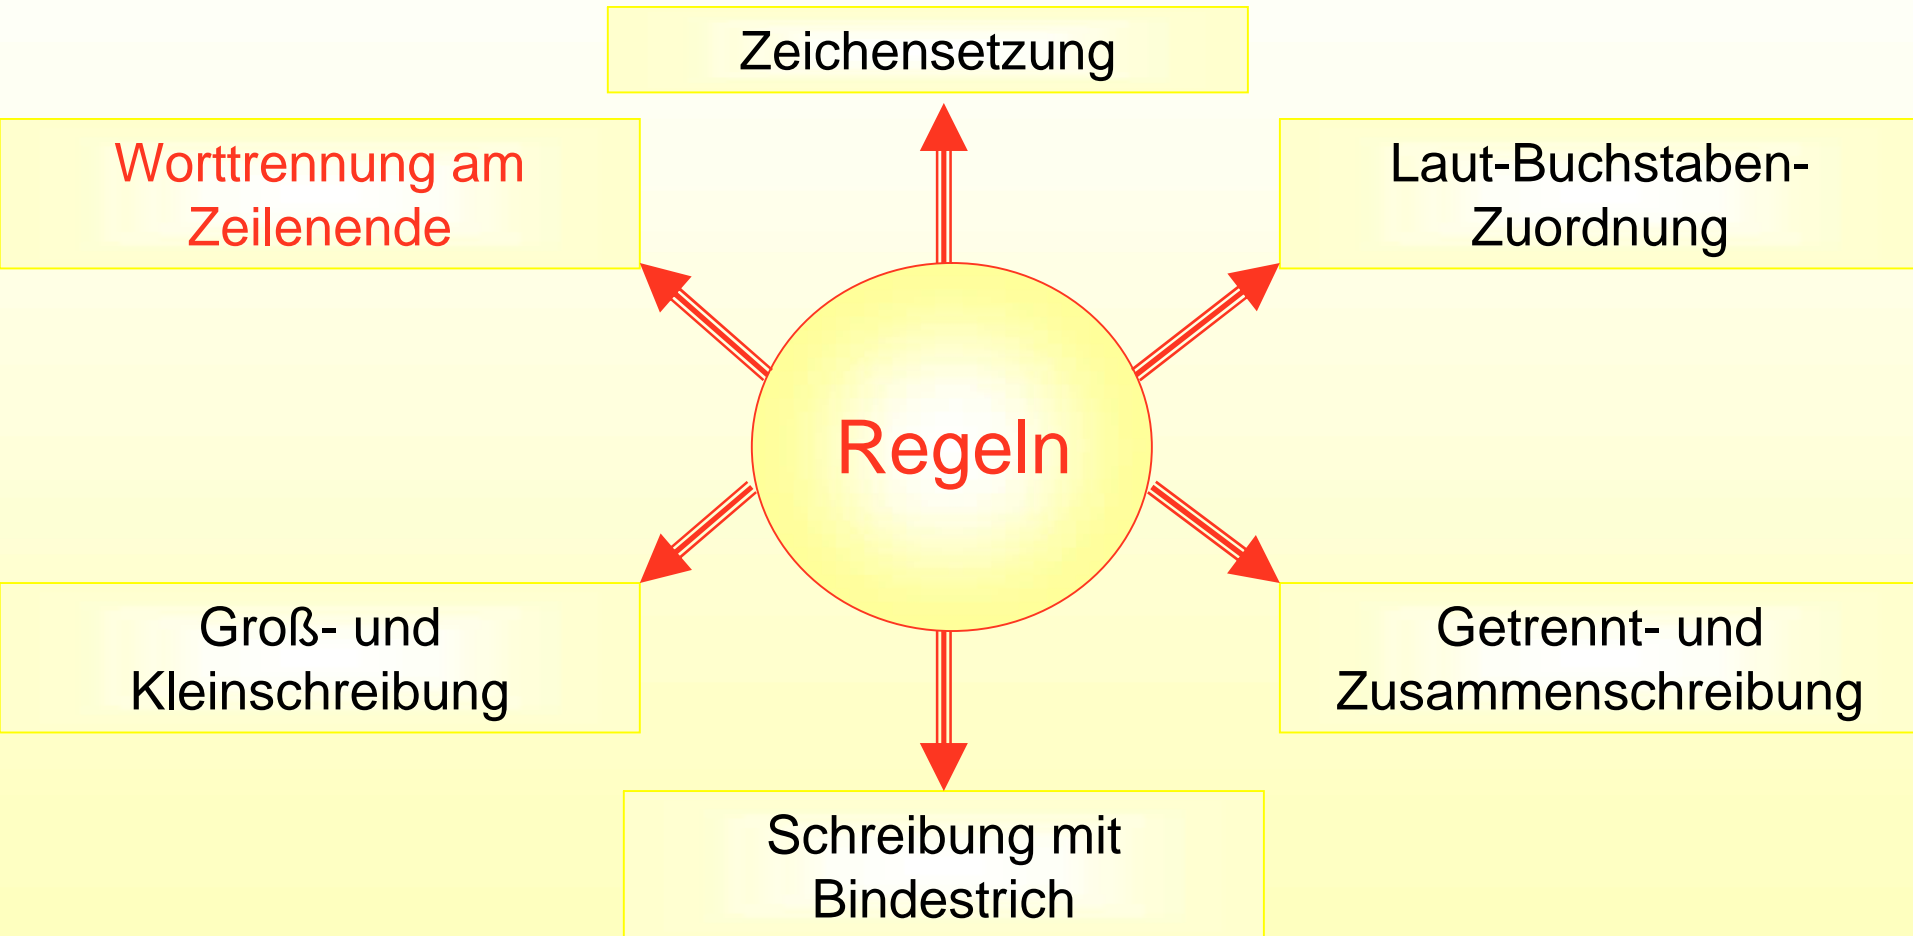 Zeichensetzung
Worttrennung am
Zeilenende
Laut-Buchstaben-
Zuordnung
Regeln
Groß- und
Kleinschreibung
Getrennt- und
Zusammenschreibung
Schreibung mit
Bindestrich